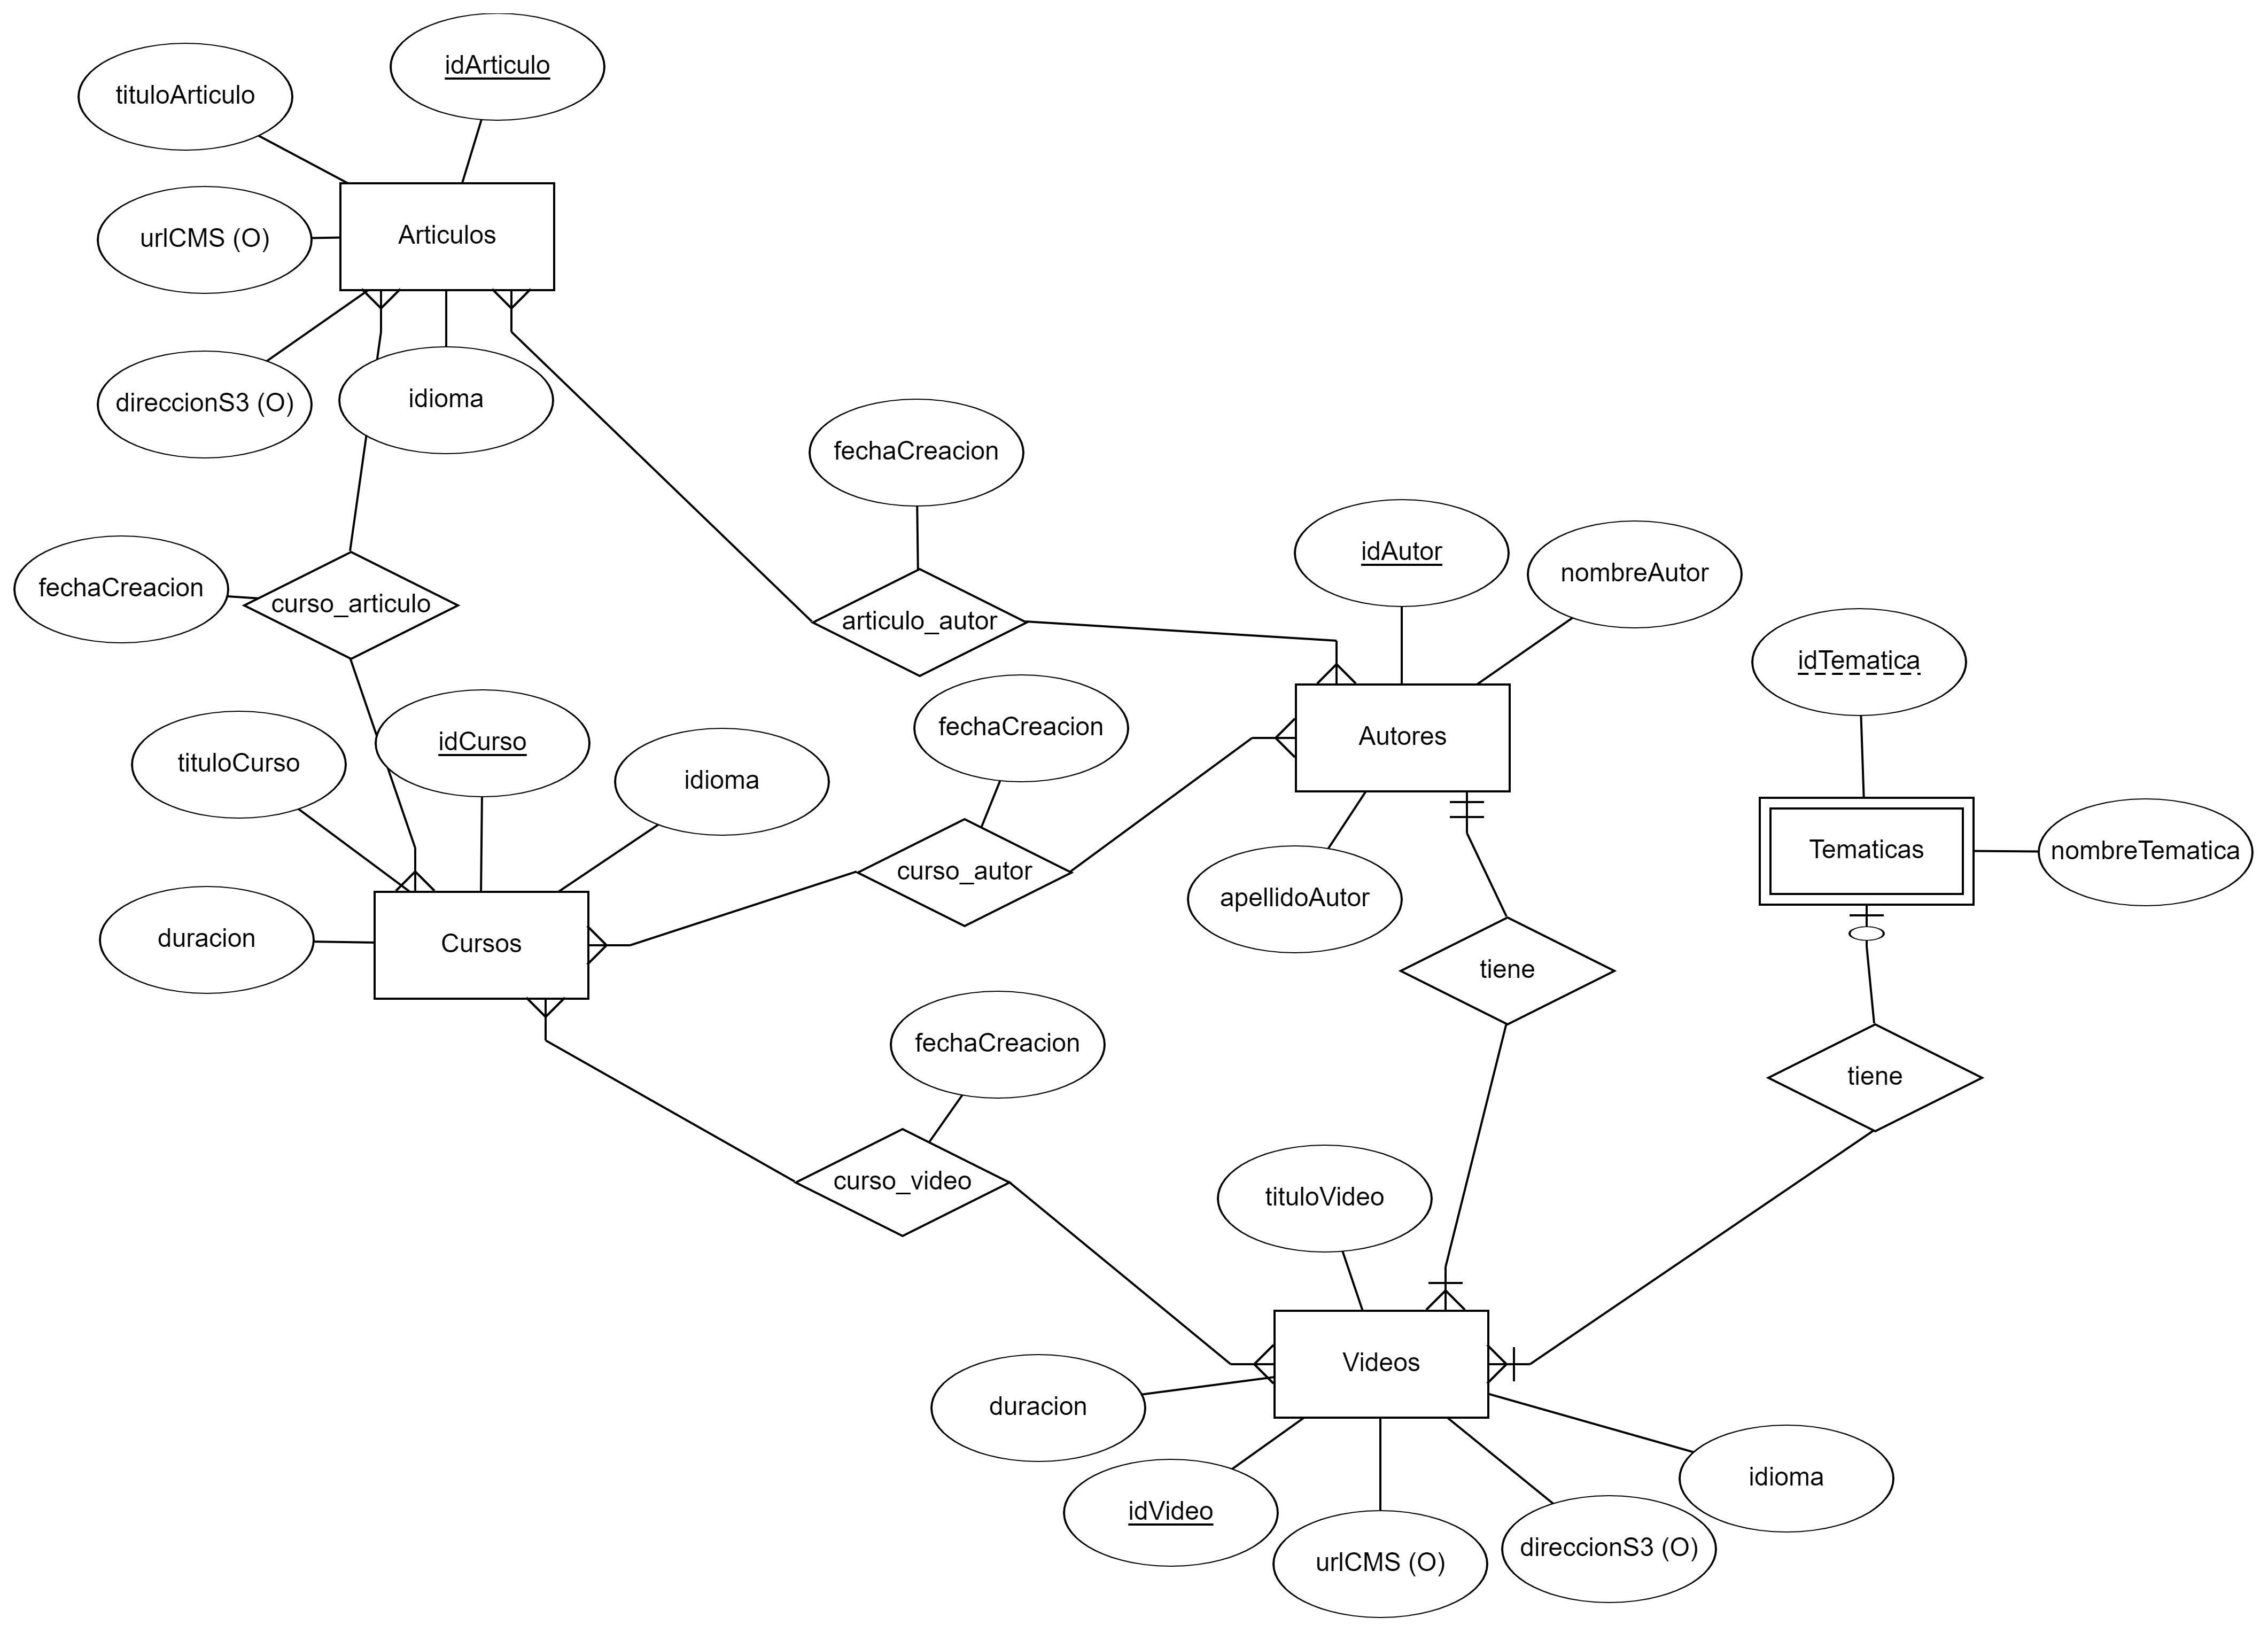 idArticulo
tituloArticulo
urlCMS (O)
Articulos
direccionS3 (O)
idioma
fechaCreacion
fechaCreacion
curso_articulo
articulo_autor
idAutor
nombreAutor
idTematica
fechaCreacion
Autores
tituloCurso
idCurso
idioma
Tematicas
nombreTematica
curso_autor
apellidoAutor
duracion
Cursos
tiene
fechaCreacion
tiene
curso_video
tituloVideo
Videos
duracion
idioma
idVideo
urlCMS (O)
direccionS3 (O)